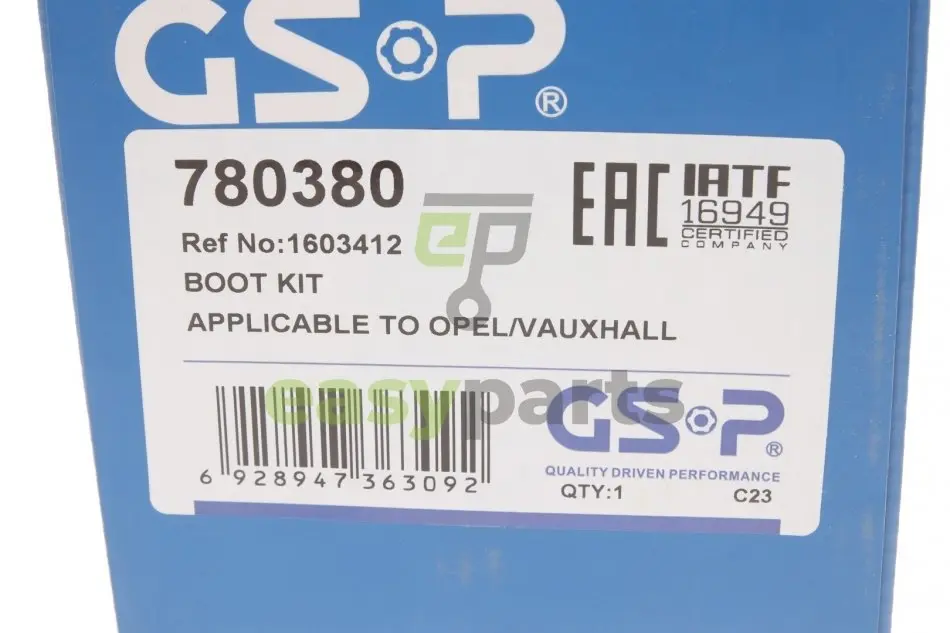 GSP®
780380
Ref No:1603412
BOOT KIT
APPLICABLE TO OPEL/VAUXHALL
EAC
IATF
16949
CERTIFIED
COMPANY
ep
easyparts
6 928947 363092
GSP®
QUALITY DRIVEN PERFORMANCE
QTY:1
C23